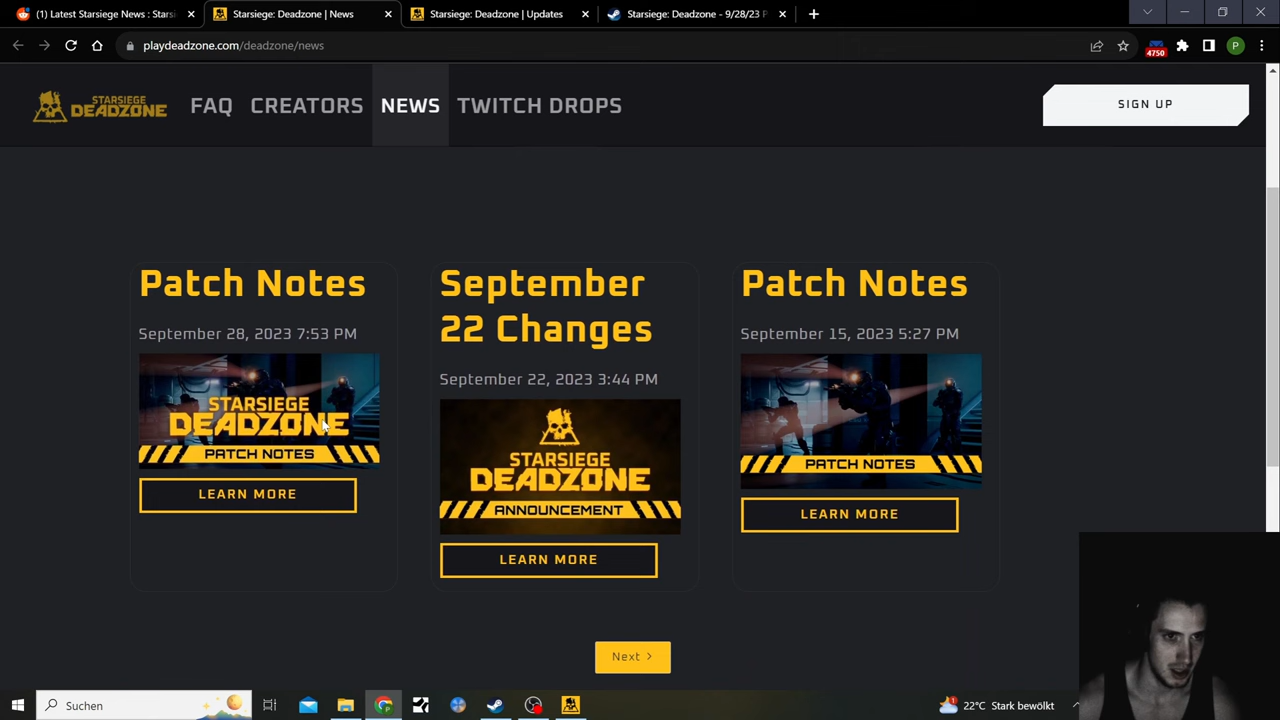 (1) Latest Starsiege News : Starsi
Starsiege: Deadzone | News
Starsiege: Deadzone | Updates
Starsiege: Deadzone - 9/28/23 P
playdeadzone.com/deadzone/news
4750
P
STARSIEGE
DEADZONE
FAQ
CREATORS
NEWS
TWITCH DROPS
SIGN UP
Patch Notes
September 28, 2023 7:53 PM
STARSIEGE
DEADZONE
PATCH NOTES
LEARN MORE
September
22 Changes
September 22, 2023 3:44 PM
STARSIEGE
DEADZONE
ANNOUNCEMENT
LEARN MORE
Patch Notes
September 15, 2023 5:27 PM
PATCH NOTES
LEARN MORE
Next >
Suchen
22°C Stark bewölkt